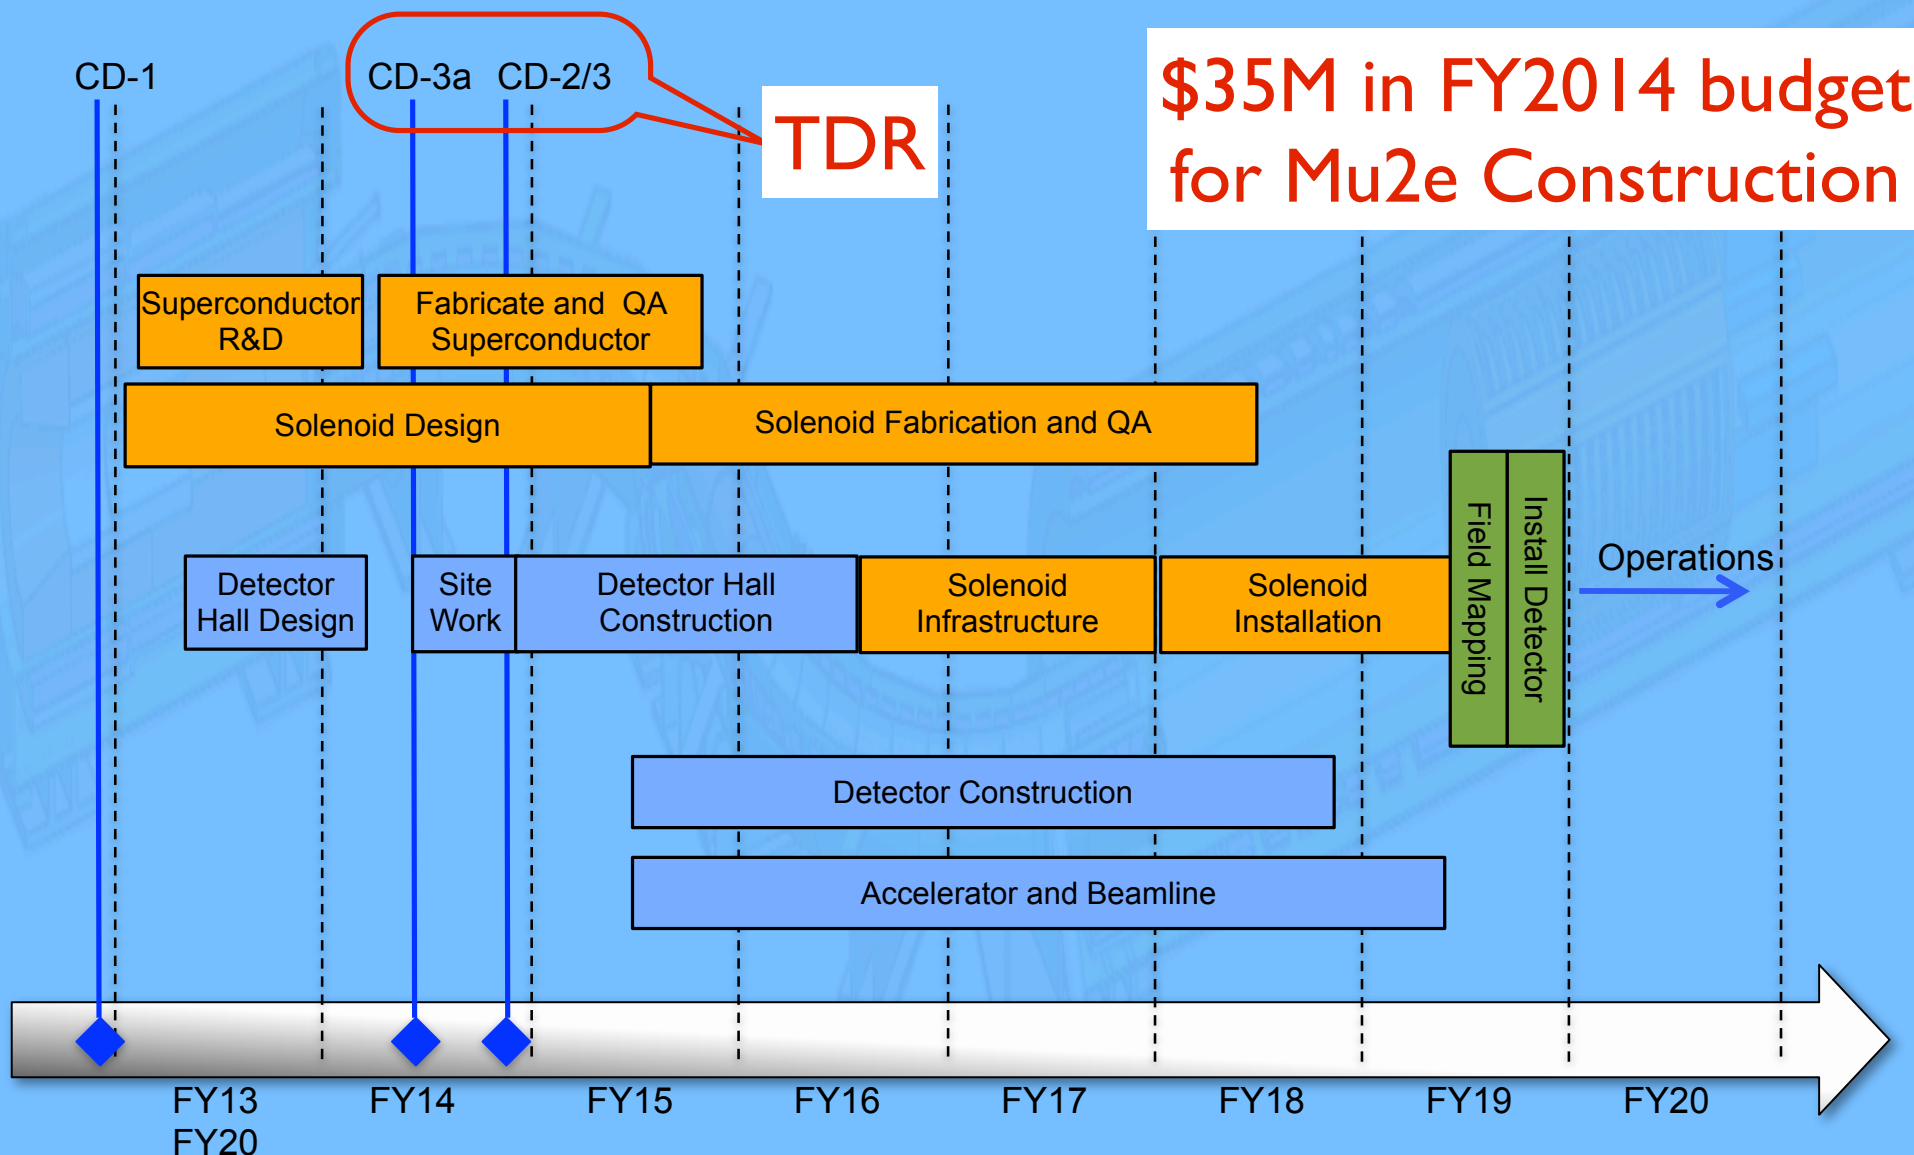 CD-1
CD-3a
CD-2/3
TDR
$35M in FY2014 budget
for Mu2e Construction
Superconductor
R&D
Fabricate and QA
Superconductor
Solenoid Design
Solenoid Fabrication and QA
Detector
Hall Design
Site
Work
Detector Hall
Construction
Solenoid
Infrastructure
Solenoid
Installation
Field Mapping
Install Detector
Operations
Detector Construction
Accelerator and Beamline
FY13
FY14
FY15
FY16
FY17
FY18
FY19
FY20
FY20